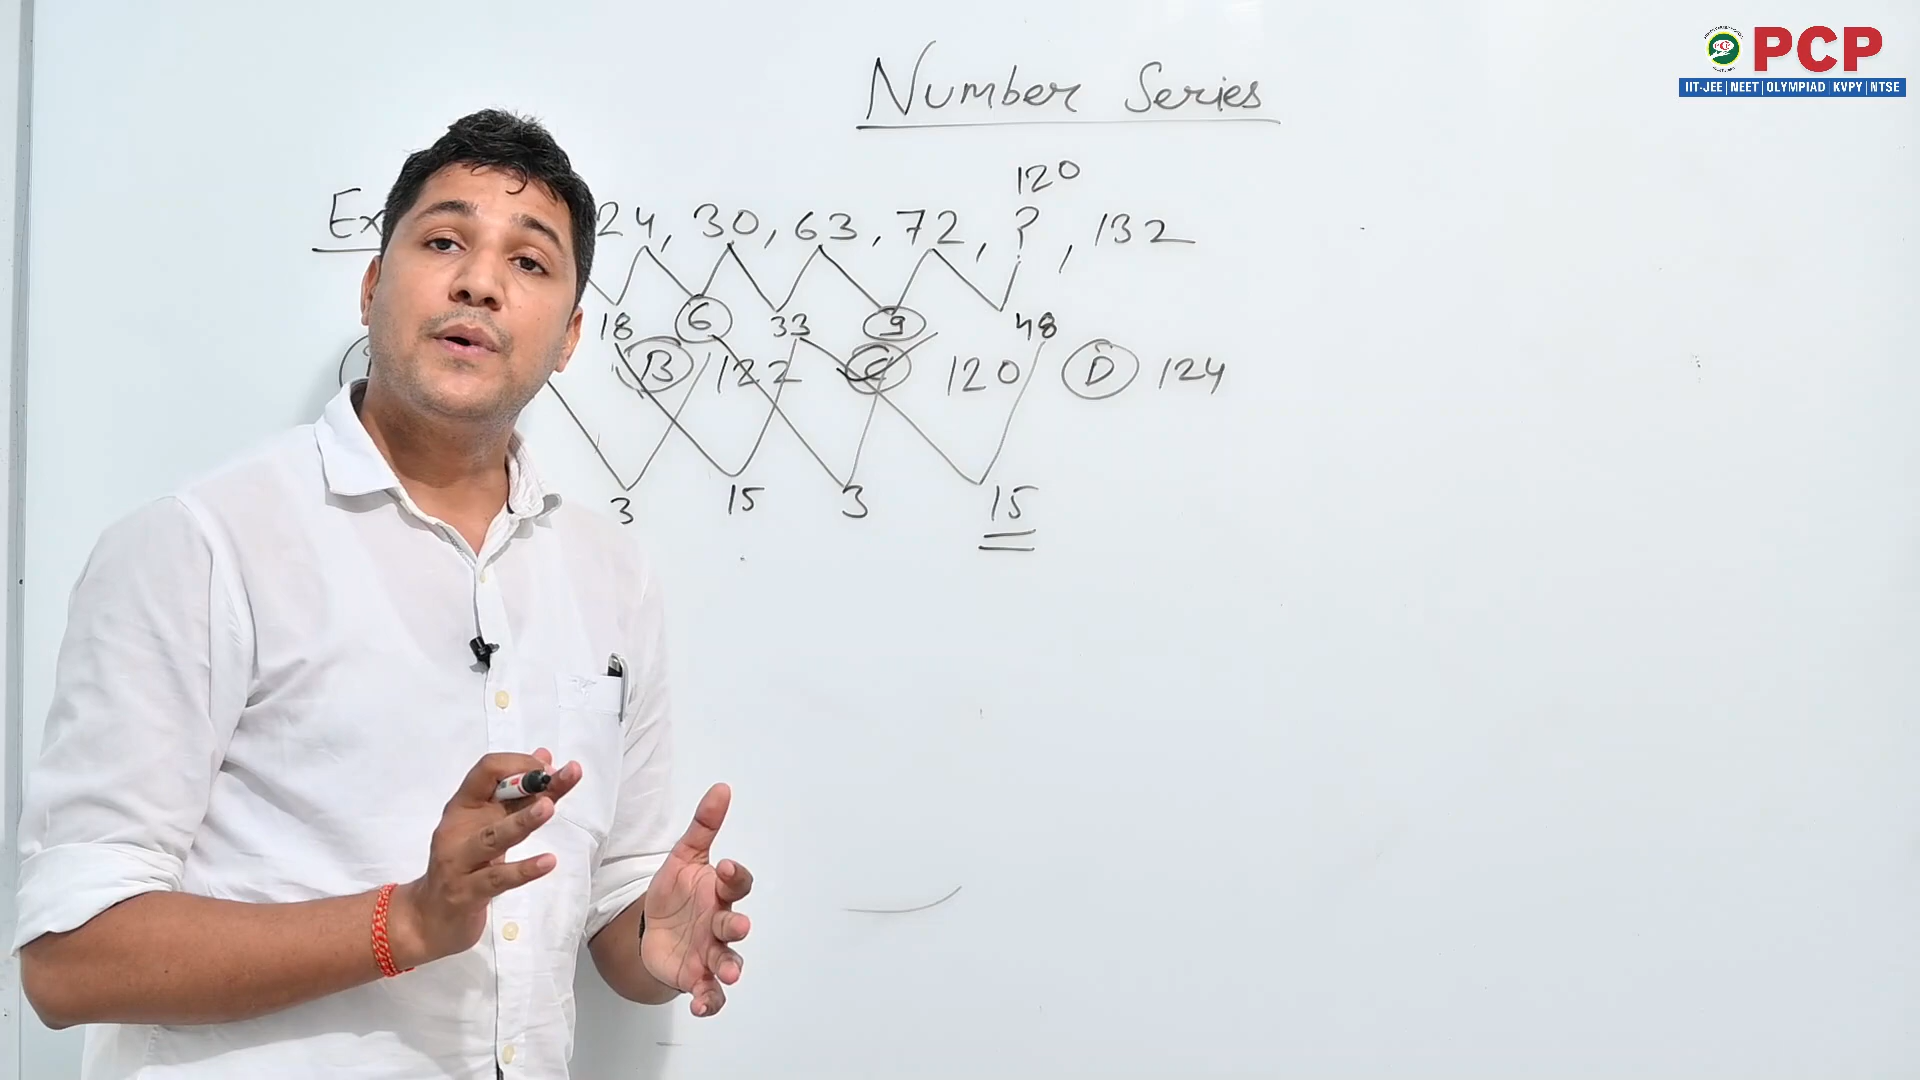 PCP
IIT-JEE | NEET | OLYMPIAD | KVPY | NTSE
Number Series
120
Ex 24, 30, 63, 72, ?, 132
18 6 33 9 48
B 122 C 120 D 124
3 15 3 15